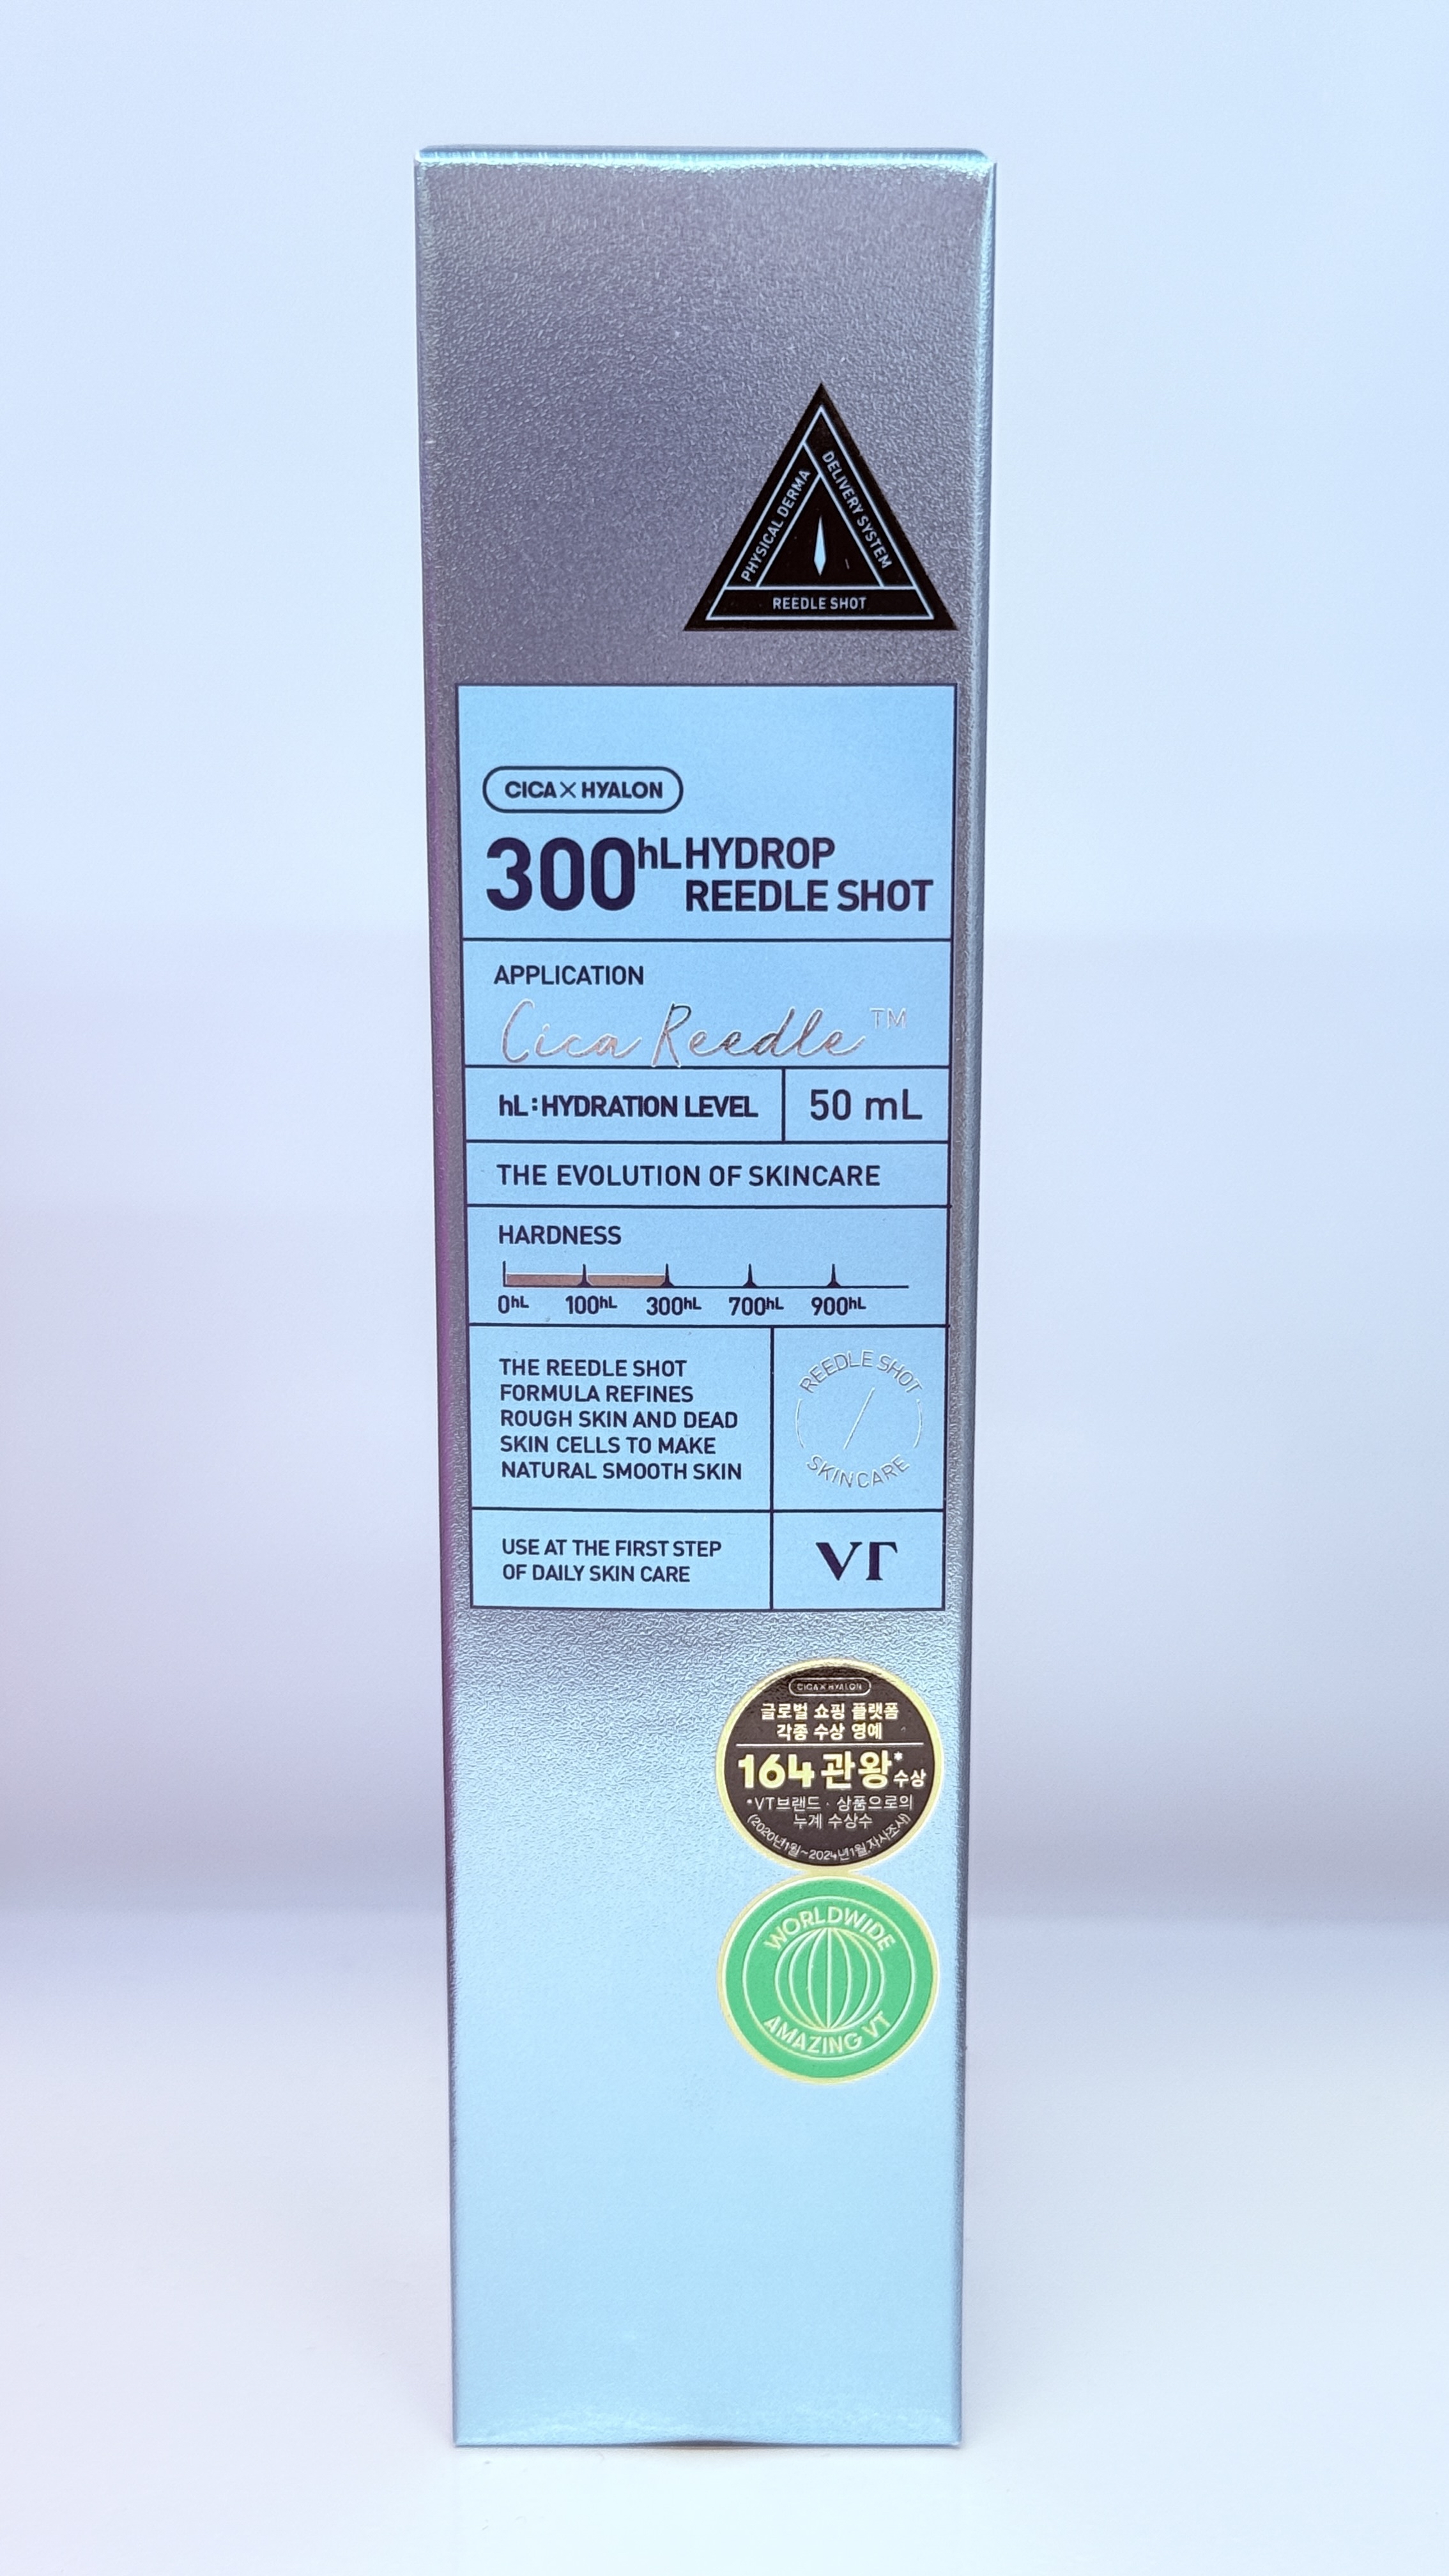 PHYSICAL DERMA
DELIVERY SYSTEM
REEDLE SHOT
CICA X HYALON
300hL HYDROP
REEDLE SHOT
APPLICATION
Cica Reedle™
hL:HYDRATION LEVEL
50 mL
THE EVOLUTION OF SKINCARE
HARDNESS
0hL 100hL 300hL 700hL 900hL
THE REEDLE SHOT
FORMULA REFINES
ROUGH SKIN AND DEAD
SKIN CELLS TO MAKE
NATURAL SMOOTH SKIN
REEDLE SHOT
SKINCARE
USE AT THE FIRST STEP
OF DAILY SKIN CARE
VT
CICA X HYALON
글로벌 쇼핑 플랫폼
각종 수상 영예
164관왕* 수상
*VT브랜드 · 상품으로의
누계 수상수
(2020년1월~2024년1월,자사조사)
WORLDWIDE
AMAZING VT